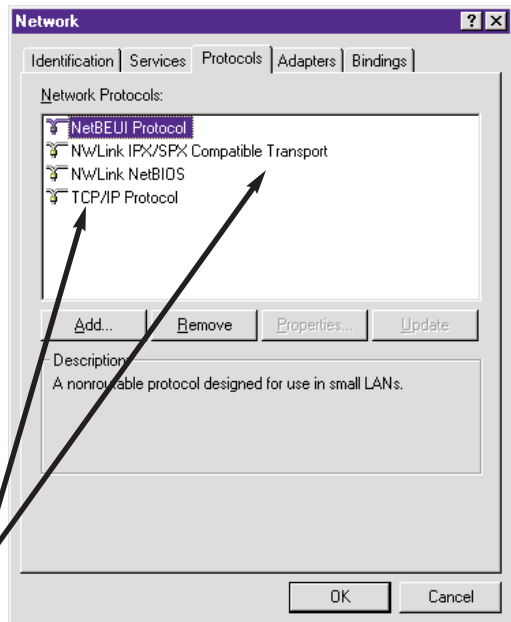 Network
? X
Identification Services Protocols Adapters Bindings
Network Protocols:
NetBEUI Protocol
NWLink IPX/SPX Compatible Transport
NWLink NetBIOS
TCP/IP Protocol
Add... Remove Properties... Update
Description:
A nonroutable protocol designed for use in small LANs.
OK Cancel